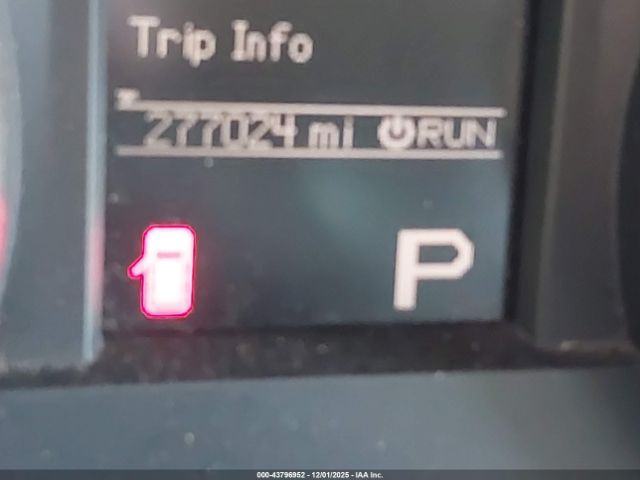 Trip Info
277024 mi RUN
P
000-43796952 - 12/01/2025 - IAA Inc.